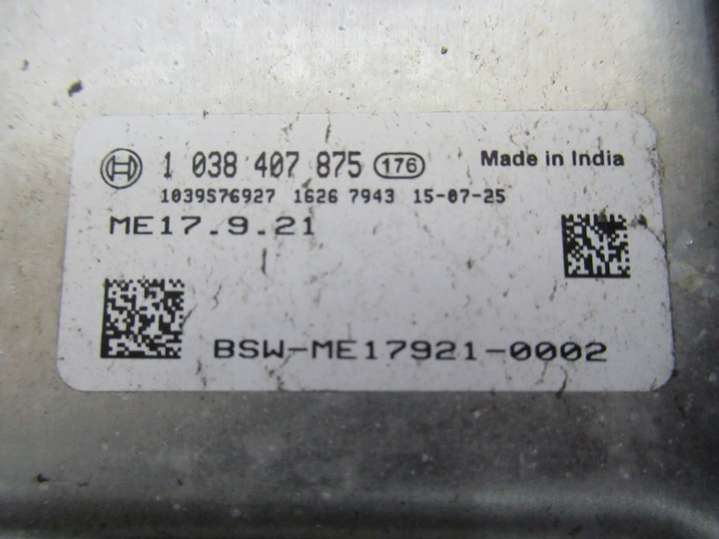 1 038 407 875 176 Made in India
1039S76927 1626 7943 15-07-25
ME17.9.21
BSW-ME17921-0002